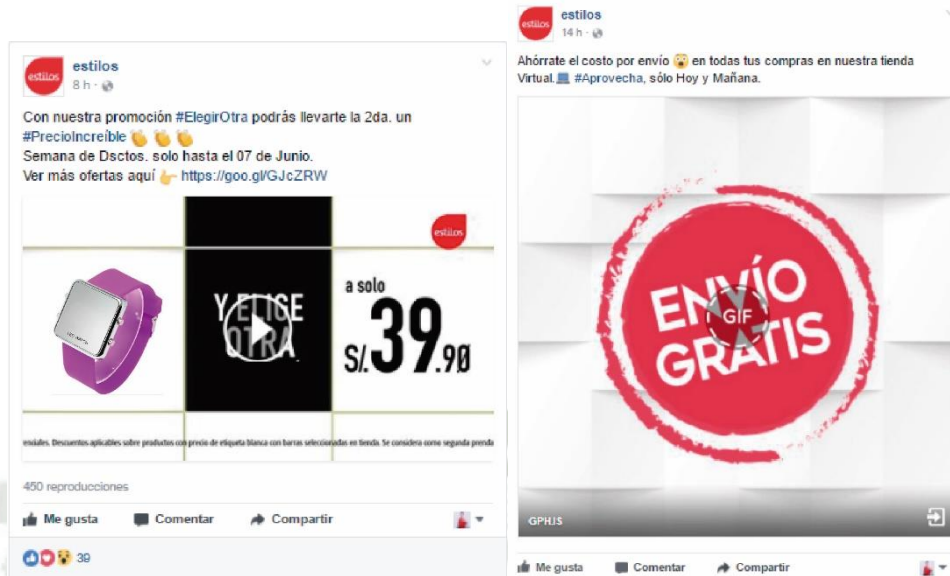 estilos
estilos
8 h
Con nuestra promoción #ElegirOtra podrás llevarte la 2da. un
#PrecioIncreíble
Semana de Dsctos. solo hasta el 07 de Junio.
Ver más ofertas aquí https://goo.gl/GJcZRW
estilos
Y ELIGE
OTRA.
a solo
S/.39.90
enciales. Descuentos aplicables sobre productos con precio de etiqueta blanca con barras seleccionadas en tienda. Se considera como segunda prenda
450 reproducciones
Me gusta Comentar Compartir
39
estilos
estilos
14 h
Ahórrate el costo por envío en todas tus compras en nuestra tienda
Virtual. #Aprovecha, sólo Hoy y Mañana.
ENVÍO
GIF
GRATIS
GPHJS
Me gusta Comentar Compartir